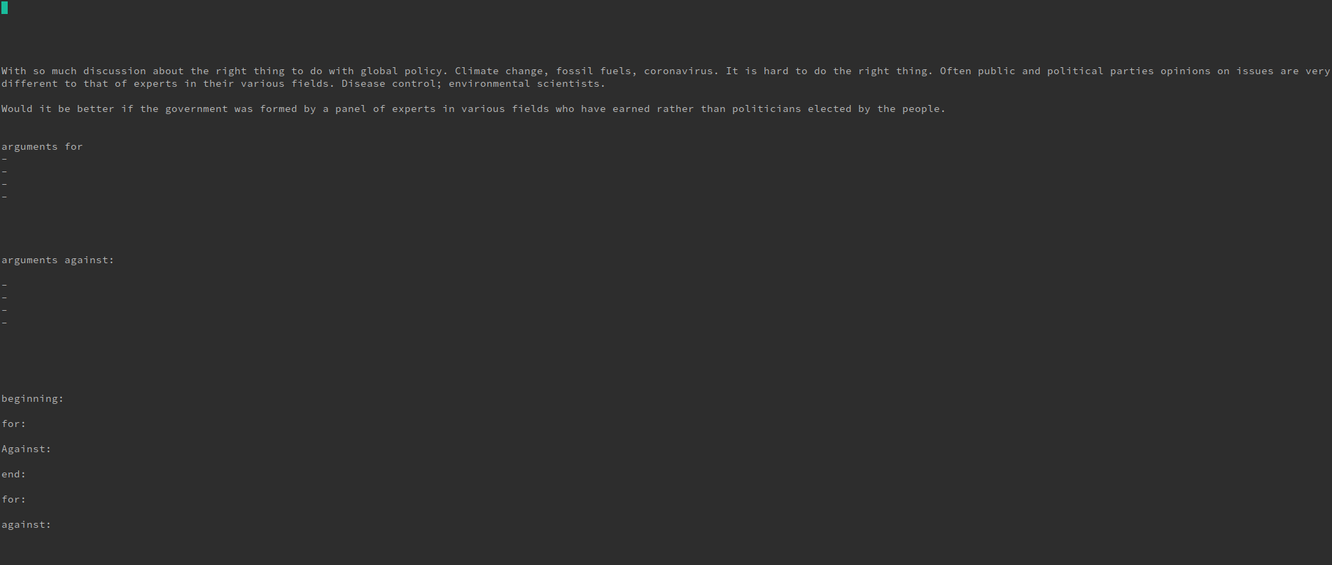 With so much discussion about the right thing to do with global policy. Climate change, fossil fuels, coronavirus. It is hard to do the right thing. Often public and political parties opinions on issues are very
different to that of experts in their various fields. Disease control; environmental scientists.
Would it be better if the government was formed by a panel of experts in various fields who have earned rather than politicians elected by the people.
arguments for
-
-
-
-
arguments against:
-
-
-
-
beginning:
for:
Against:
end:
for:
against: